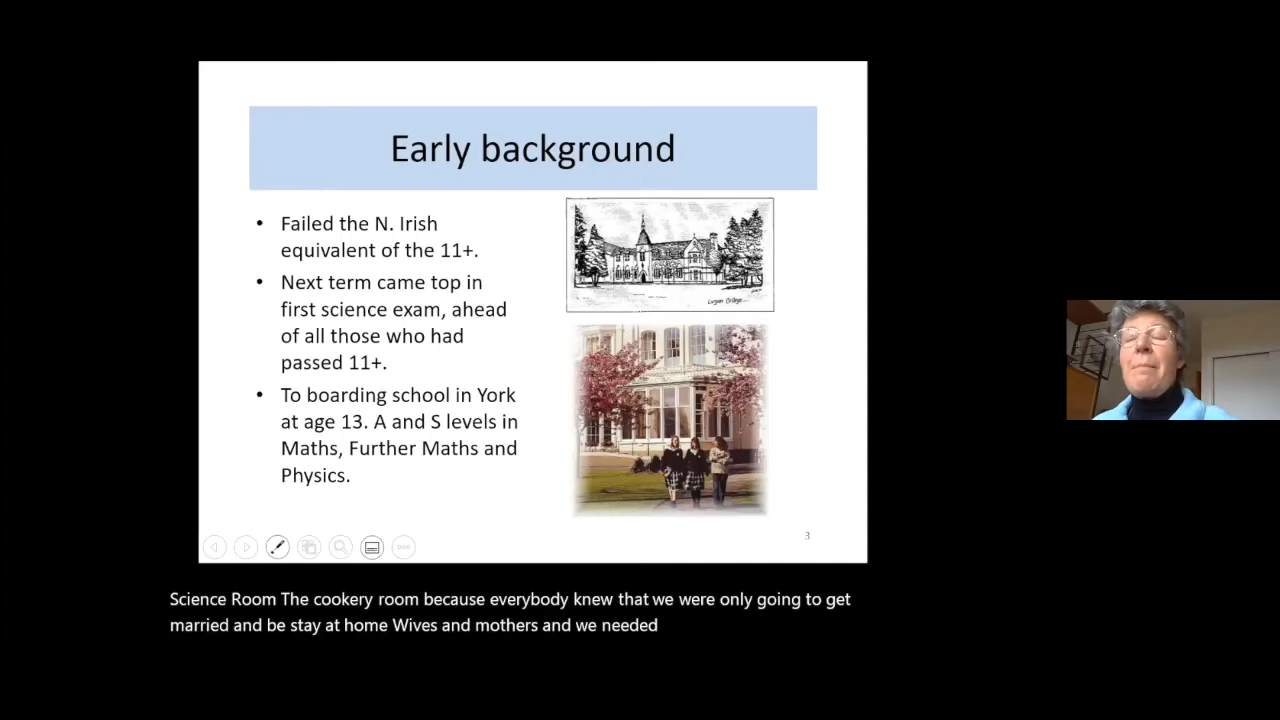 Early background
• Failed the N. Irish
equivalent of the 11+.
• Next term came top in
first science exam, ahead
of all those who had
passed 11+.
• To boarding school in York
at age 13. A and S levels in
Maths, Further Maths and
Physics.
Lurgan College
3
Science Room The cookery room because everybody knew that we were only going to get
married and be stay at home Wives and mothers and we needed